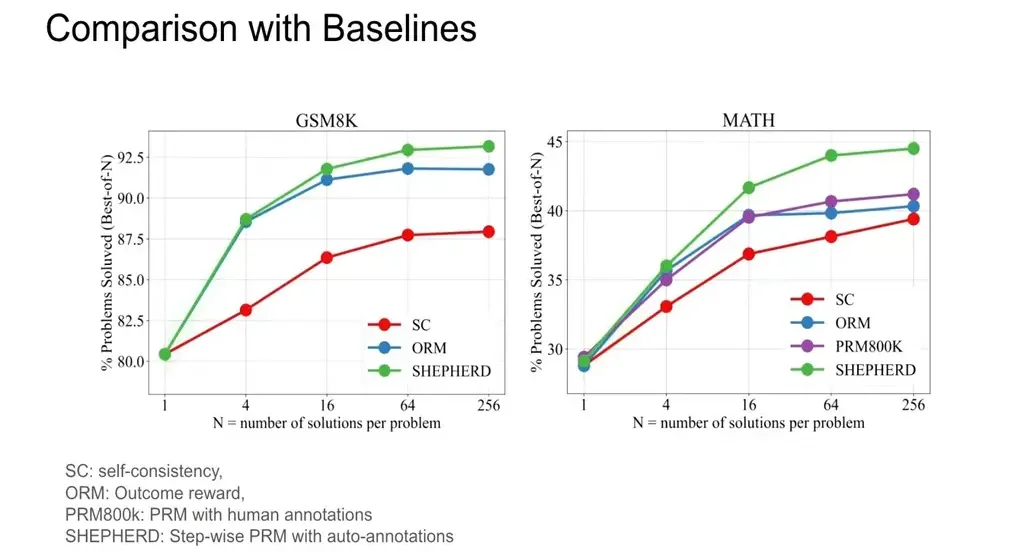 Comparison with Baselines
GSM8K
% Problems Soluved (Best-of-N)
92.5
90.0
87.5
85.0
82.5
80.0
SC
ORM
SHEPHERD
1
4
16
64
256
N = number of solutions per problem
MATH
% Problems Soluved (Best-of-N)
45
40
35
30
SC
ORM
PRM800K
SHEPHERD
1
4
16
64
256
N = number of solutions per problem
SC: self-consistency,
ORM: Outcome reward,
PRM800k: PRM with human annotations
SHEPHERD: Step-wise PRM with auto-annotations